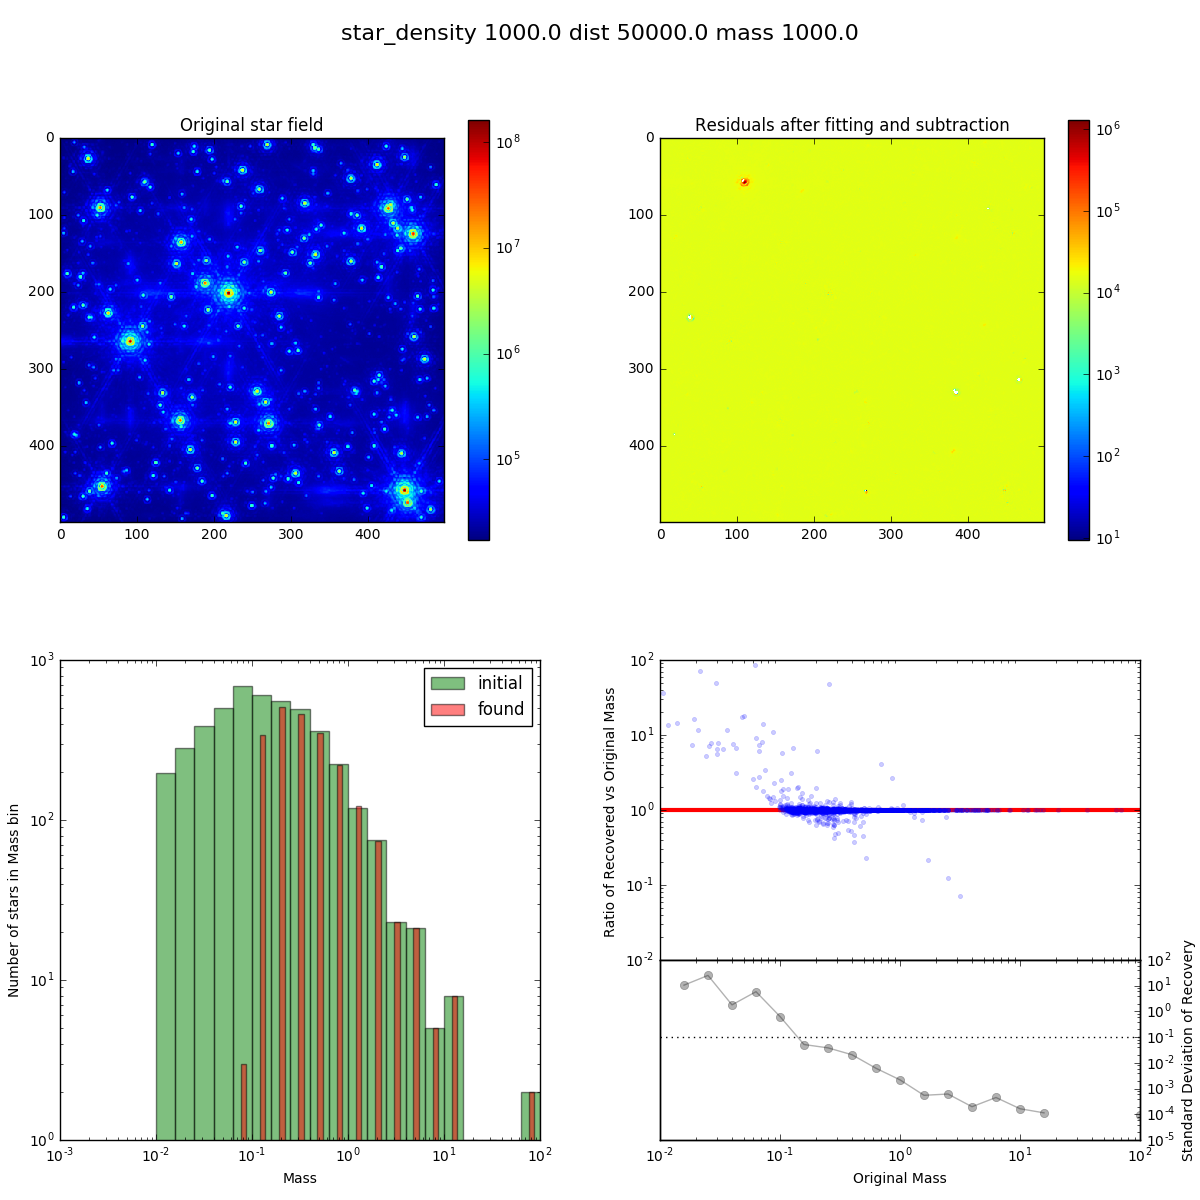 star_density 1000.0 dist 50000.0 mass 1000.0
Original star field
0
100
200
300
400
0 100 200 300 400
10^8
10^7
10^6
10^5
Residuals after fitting and subtraction
0
100
200
300
400
0 100 200 300 400
10^6
10^5
10^4
10^3
10^2
10^1
Number of stars in Mass bin
10^3
10^2
10^1
10^0
initial
found
10^-3 10^-2 10^-1 10^0 10^1 10^2
Mass
Ratio of Recovered vs Original Mass
10^2
10^1
10^0
10^-1
10^-2
10^2
10^1
10^0
10^-1
10^-2
10^-3
10^-4
10^-5
Standard Deviation of Recovery
10^-2 10^-1 10^0 10^1 10^2
Original Mass